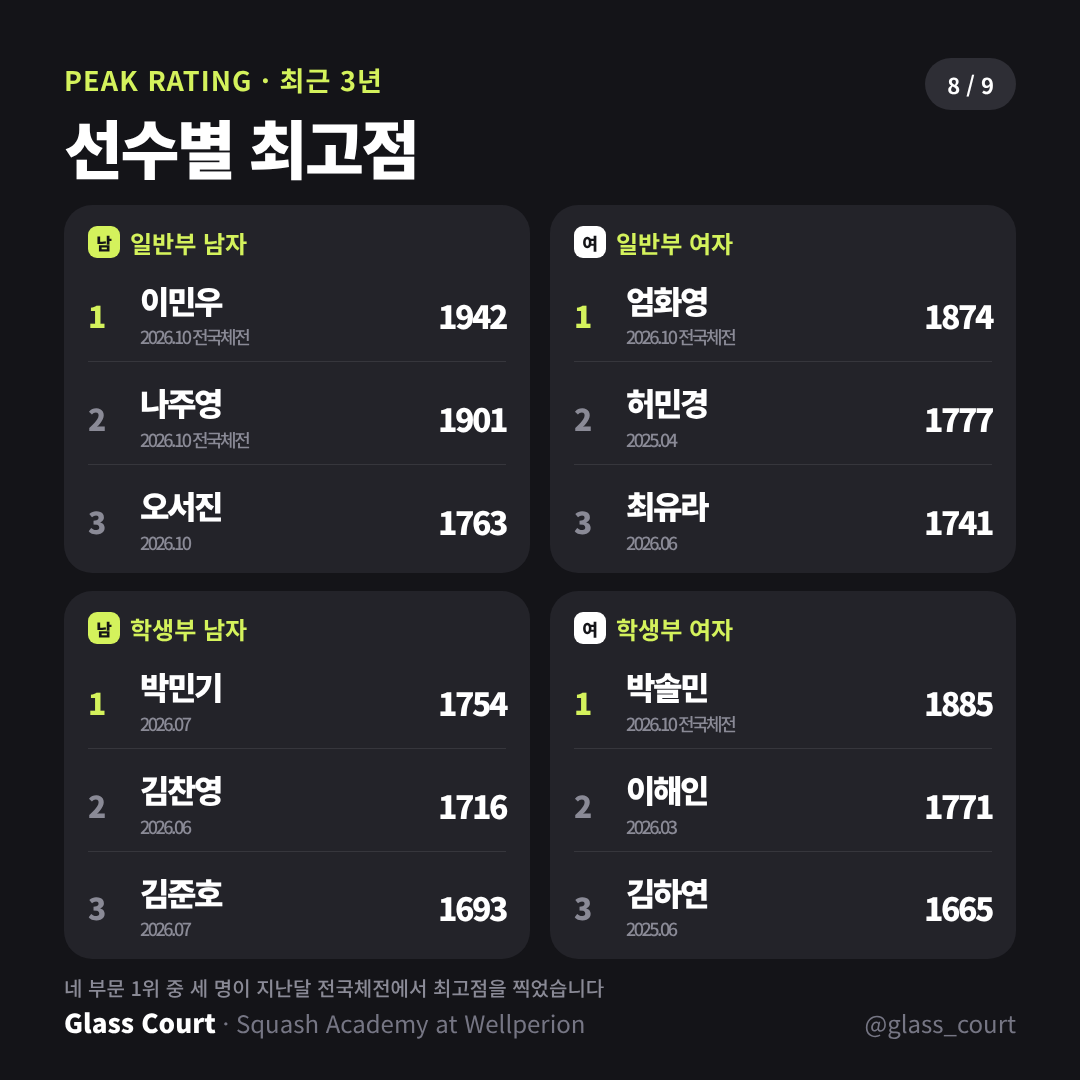 PEAK RATING · 최근 3년
8 / 9
선수별 최고점
남 일반부 남자
1 이민우 1942
2026.10 전국체전
2 나주영 1901
2026.10 전국체전
3 오서진 1763
2026.10
여 일반부 여자
1 엄화영 1874
2026.10 전국체전
2 허민경 1777
2025.04
3 최유라 1741
2026.06
남 학생부 남자
1 박민기 1754
2026.07
2 김찬영 1716
2026.06
3 김준호 1693
2026.07
여 학생부 여자
1 박솔민 1885
2026.10 전국체전
2 이해인 1771
2026.03
3 김하연 1665
2025.06
네 부문 1위 중 세 명이 지난달 전국체전에서 최고점을 찍었습니다
Glass Court · Squash Academy at Wellperion
@glass_court